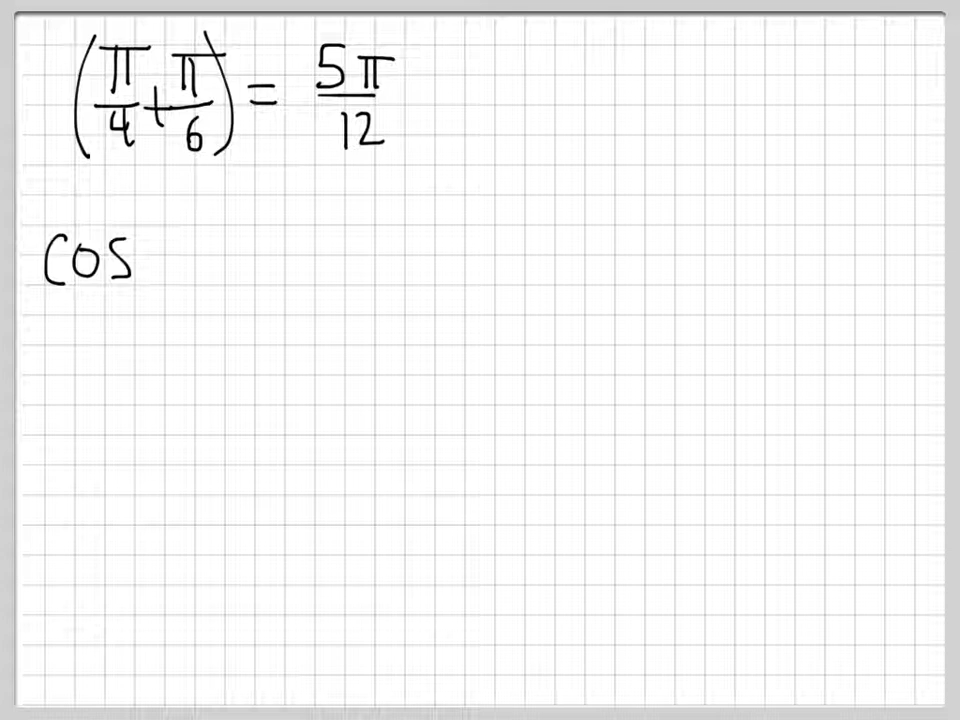 (π/4 + π/6) = 5π/12
cos